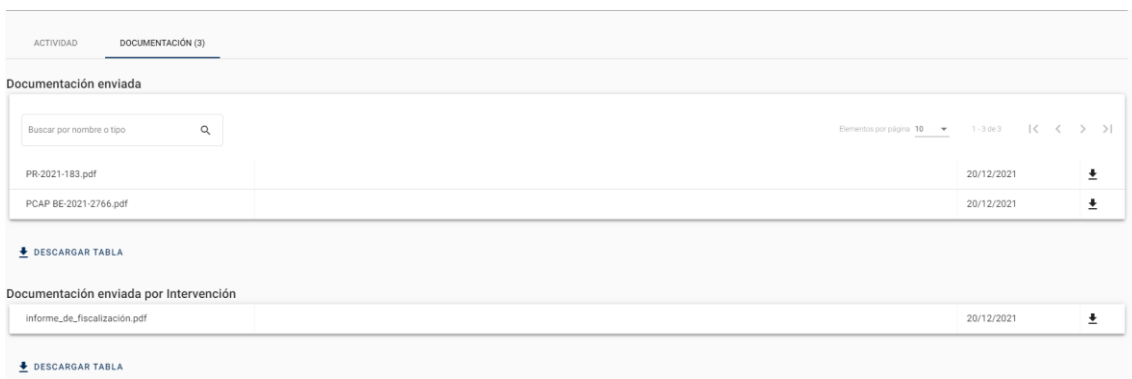 ACTIVIDAD DOCUMENTACIÓN (3)
Documentación enviada
Buscar por nombre o tipo Elementos por página 10 1 - 3 de 3
PR-2021-183.pdf 20/12/2021
PCAP BE-2021-2766.pdf 20/12/2021
DESCARGAR TABLA
Documentación enviada por Intervención
informe_de_fiscalización.pdf 20/12/2021
DESCARGAR TABLA